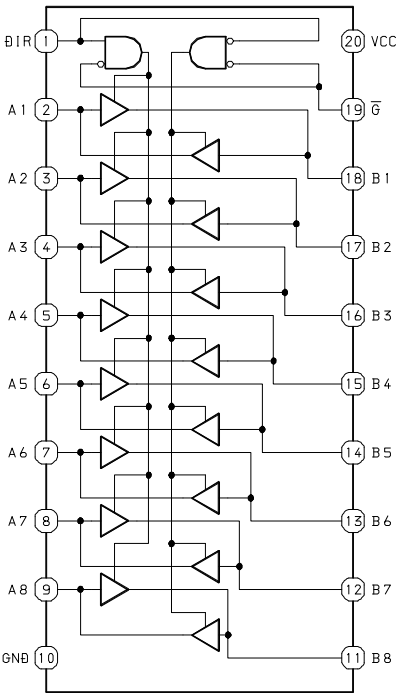 DIR 1 20 VCC
A1 2 19 G̅
A2 3 18 B1
A3 4 17 B2
A4 5 16 B3
A5 6 15 B4
A6 7 14 B5
A7 8 13 B6
A8 9 12 B7
GND 10 11 B8